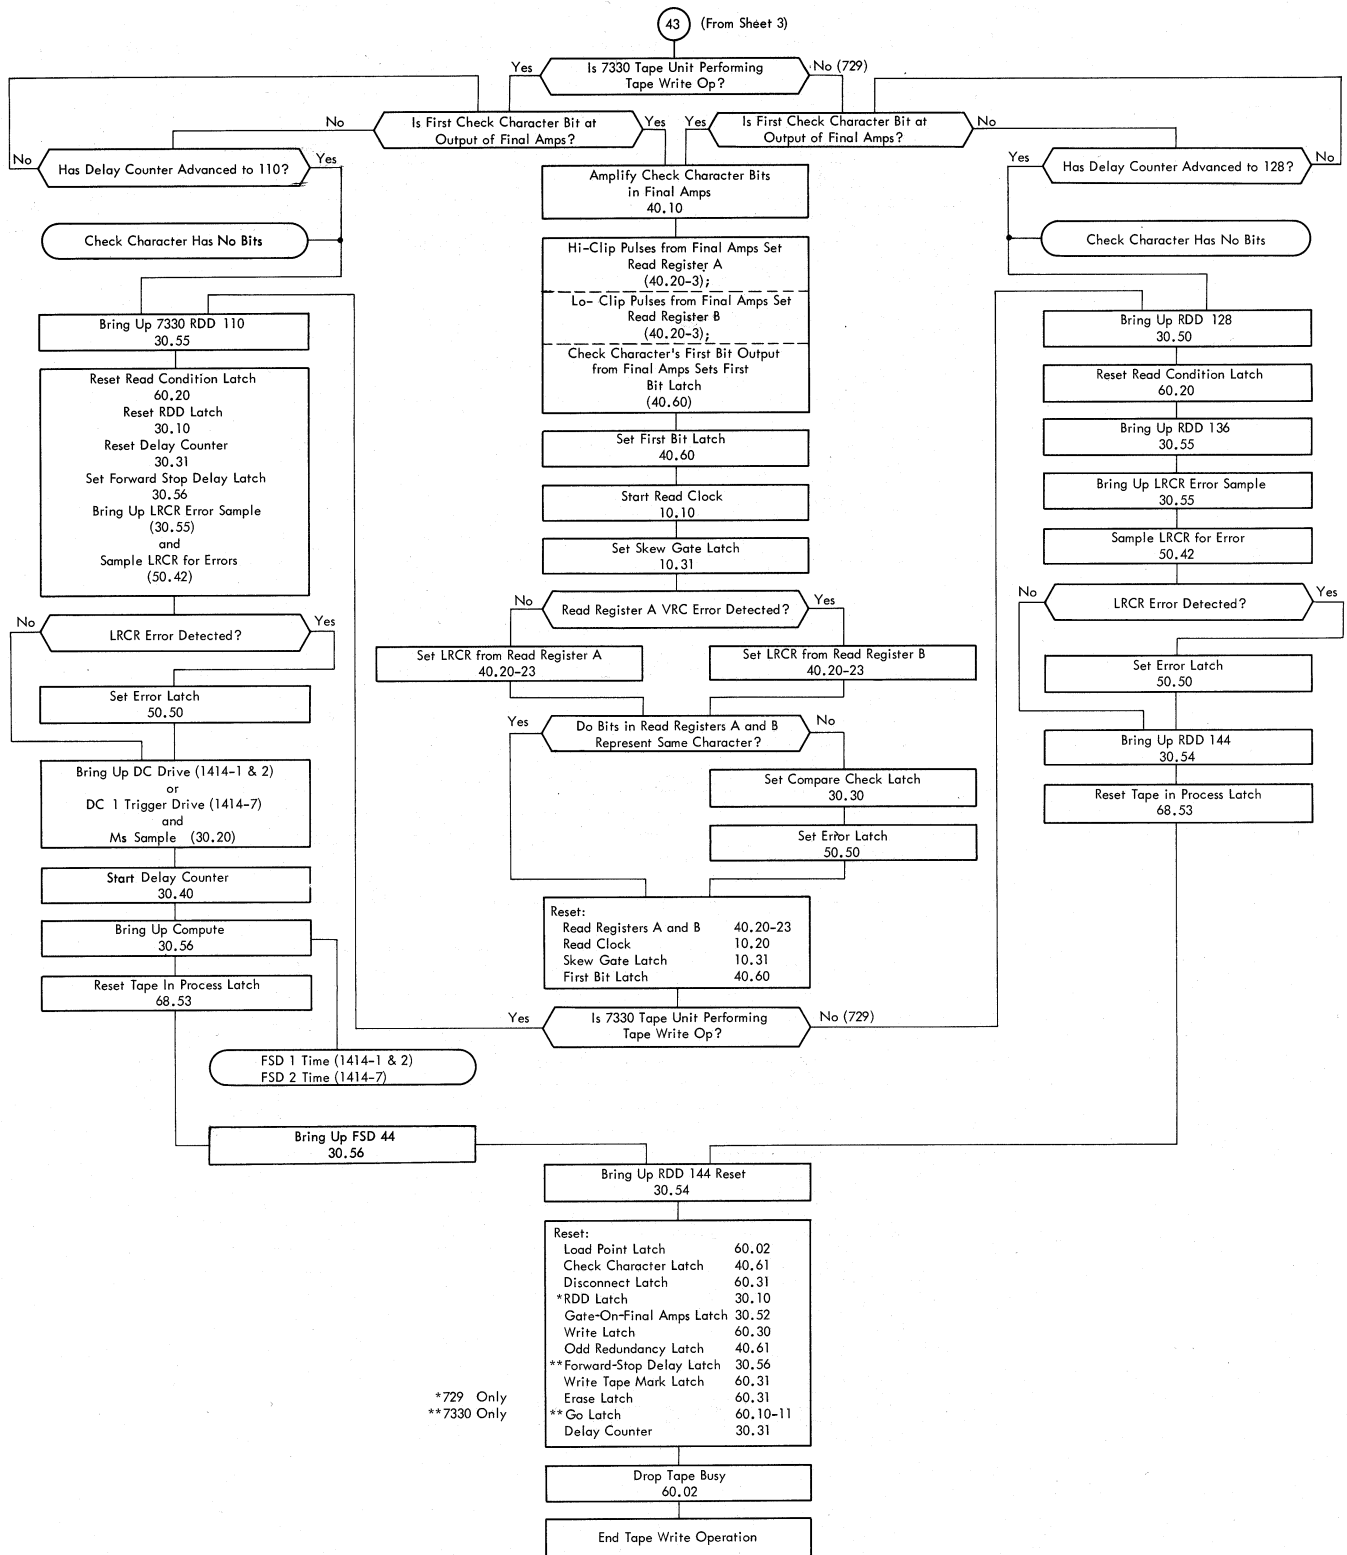 43 (From Sheet 3)
Is 7330 Tape Unit Performing
Tape Write Op?
Yes
No (729)
Is First Check Character Bit at
Output of Final Amps?
No
Yes
Is First Check Character Bit at
Output of Final Amps?
Yes
No
Has Delay Counter Advanced to 110?
No
Yes
Has Delay Counter Advanced to 128?
Yes
No
Check Character Has No Bits
Check Character Has No Bits
Amplify Check Character Bits
in Final Amps
40.10
Hi-Clip Pulses from Final Amps Set
Read Register A
(40.20-3);
Lo- Clip Pulses from Final Amps Set
Read Register B
(40.20-3);
Check Character's First Bit Output
from Final Amps Sets First
Bit Latch
(40.60)
Set First Bit Latch
40.60
Start Read Clock
10.10
Set Skew Gate Latch
10.31
Read Register A VRC Error Detected?
No
Yes
Set LRCR from Read Register A
40.20-23
Set LRCR from Read Register B
40.20-23
Do Bits in Read Registers A and B
Represent Same Character?
Yes
No
Set Compare Check Latch
30.30
Set Error Latch
50.50
Reset:
Read Registers A and B 40.20-23
Read Clock 10.20
Skew Gate Latch 10.31
First Bit Latch 40.60
Is 7330 Tape Unit Performing
Tape Write Op?
Yes
No (729)
Bring Up 7330 RDD 110
30.55
Reset Read Condition Latch
60.20
Reset RDD Latch
30.10
Reset Delay Counter
30.31
Set Forward Stop Delay Latch
30.56
Bring Up LRCR Error Sample
(30.55)
and
Sample LRCR for Errors
(50.42)
LRCR Error Detected?
No
Yes
Set Error Latch
50.50
Bring Up DC Drive (1414-1 & 2)
or
DC 1 Trigger Drive (1414-7)
and
Ms Sample (30.20)
Start Delay Counter
30.40
Bring Up Compute
30.56
Reset Tape In Process Latch
68.53
FSD 1 Time (1414-1 & 2)
FSD 2 Time (1414-7)
Bring Up FSD 44
30.56
Bring Up RDD 128
30.50
Reset Read Condition Latch
60.20
Bring Up RDD 136
30.55
Bring Up LRCR Error Sample
30.55
Sample LRCR for Error
50.42
LRCR Error Detected?
No
Yes
Set Error Latch
50.50
Bring Up RDD 144
30.54
Reset Tape in Process Latch
68.53
Bring Up RDD 144 Reset
30.54
Reset:
Load Point Latch 60.02
Check Character Latch 40.61
Disconnect Latch 60.31
*RDD Latch 30.10
Gate-On-Final Amps Latch 30.52
Write Latch 60.30
Odd Redundancy Latch 40.61
**Forward-Stop Delay Latch 30.56
Write Tape Mark Latch 60.31
Erase Latch 60.31
**Go Latch 60.10-11
Delay Counter 30.31
*729 Only
**7330 Only
Drop Tape Busy
60.02
End Tape Write Operation